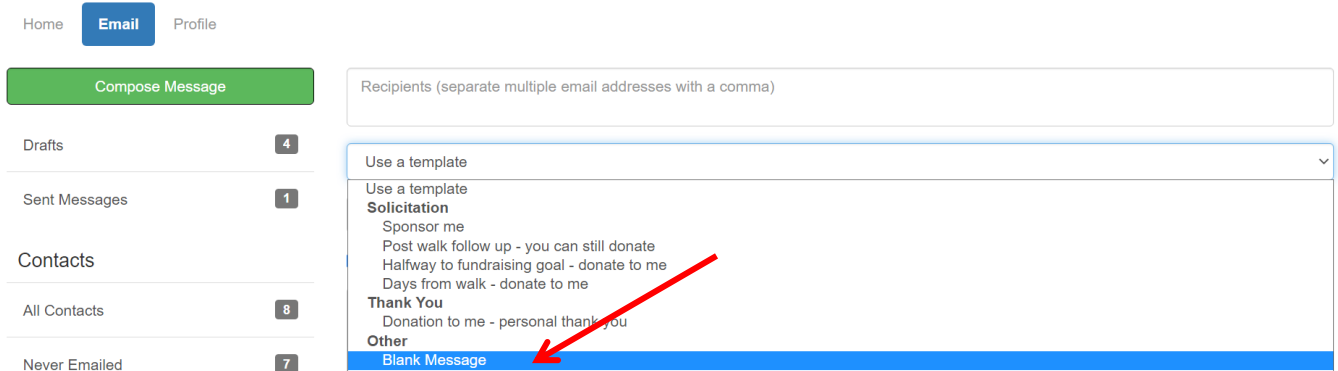 Home Email Profile
Compose Message
Drafts 4
Sent Messages 1
Contacts
All Contacts 8
Never Emailed 7
Recipients (separate multiple email addresses with a comma)
Use a template
Use a template
Solicitation
Sponsor me
Post walk follow up - you can still donate
Halfway to fundraising goal - donate to me
Days from walk - donate to me
Thank You
Donation to me - personal thank you
Other
Blank Message